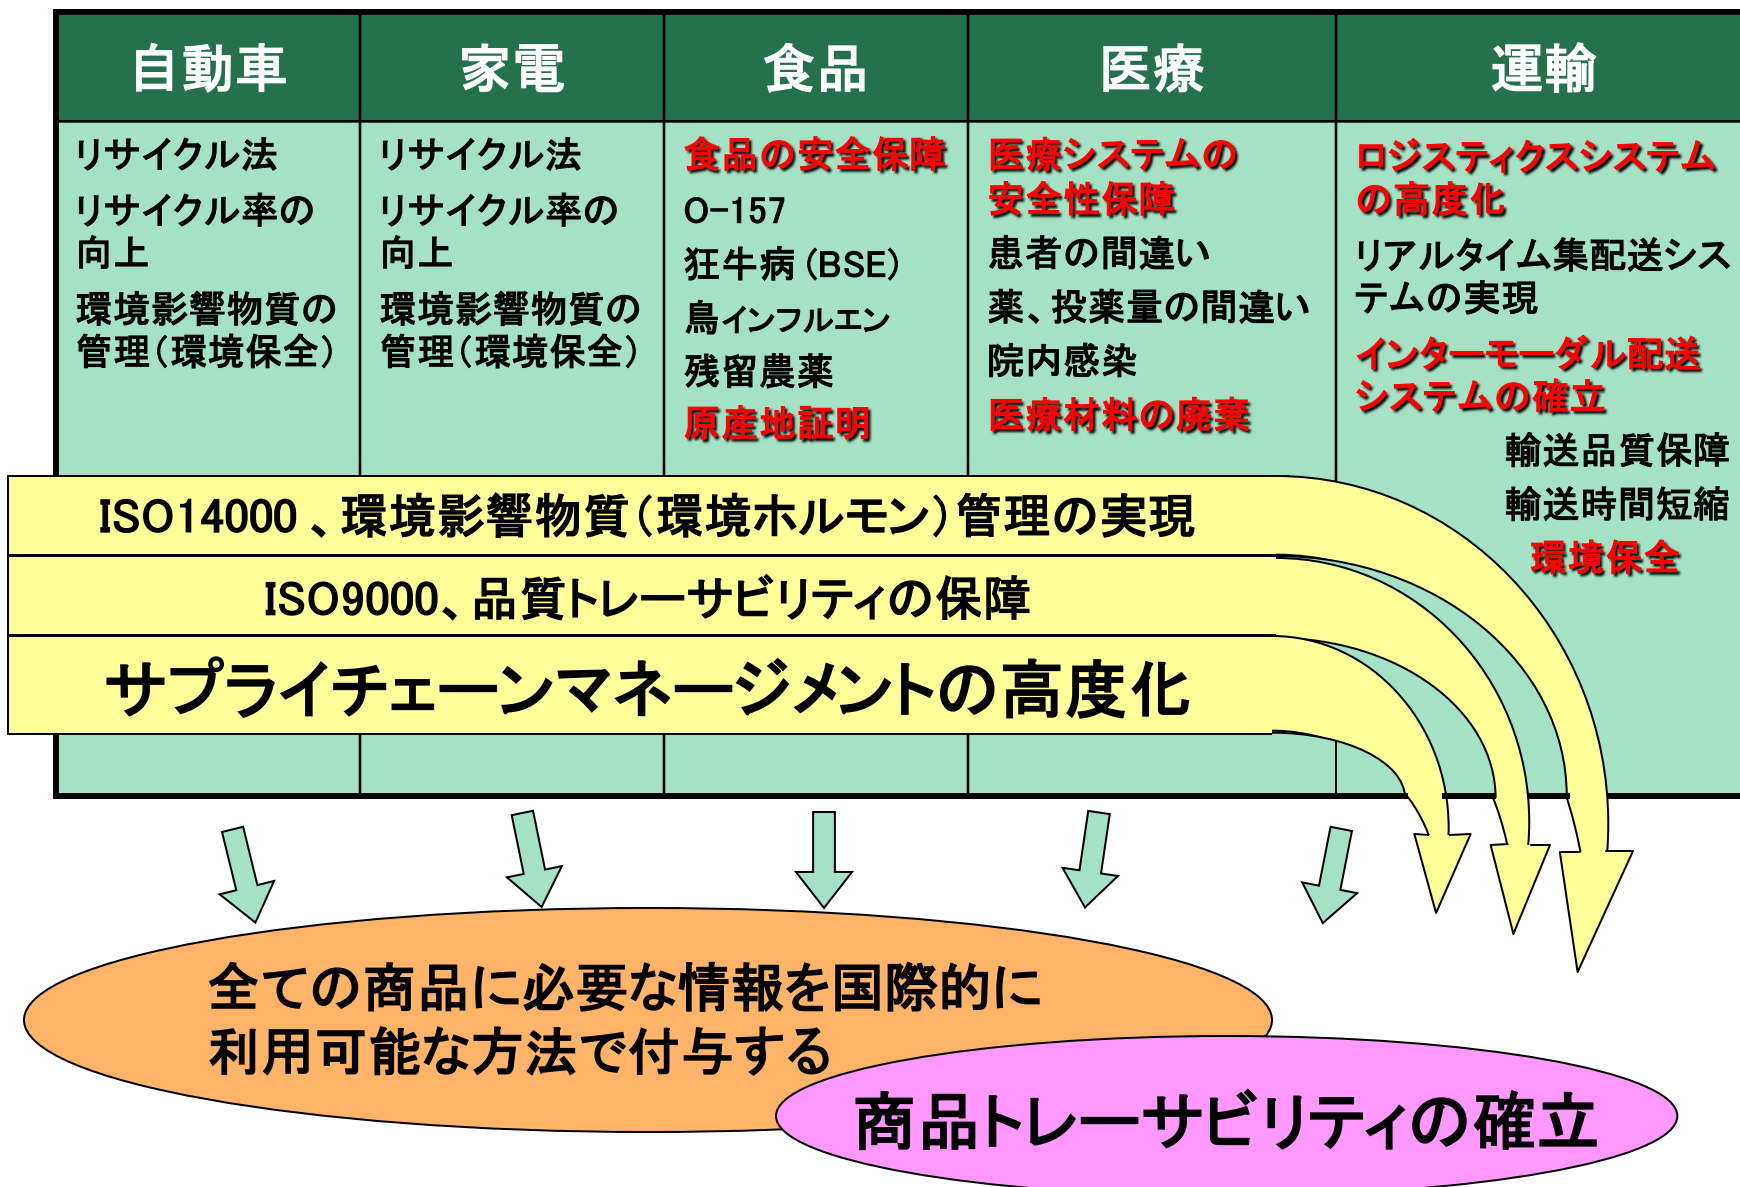 自動車
家電
食品
医療
運輸
リサイクル法
リサイクル率の
向上
環境影響物質の
管理（環境保全）
リサイクル法
リサイクル率の
向上
環境影響物質の
管理（環境保全）
食品の安全保障
O-157
狂牛病（BSE）
鳥インフルエン
残留農薬
原産地証明
医療システムの
安全性保障
患者の間違い
薬、投薬量の間違い
院内感染
医療材料の廃棄
ロジスティクスシステム
の高度化
リアルタイム集配送シス
テムの実現
インターモーダル配送
システムの確立
輸送品質保障
輸送時間短縮
環境保全
ISO14000 、環境影響物質（環境ホルモン）管理の実現
ISO9000、品質トレーサビリティの保障
サプライチェーンマネージメントの高度化
全ての商品に必要な情報を国際的に
利用可能な方法で付与する
商品トレーサビリティの確立